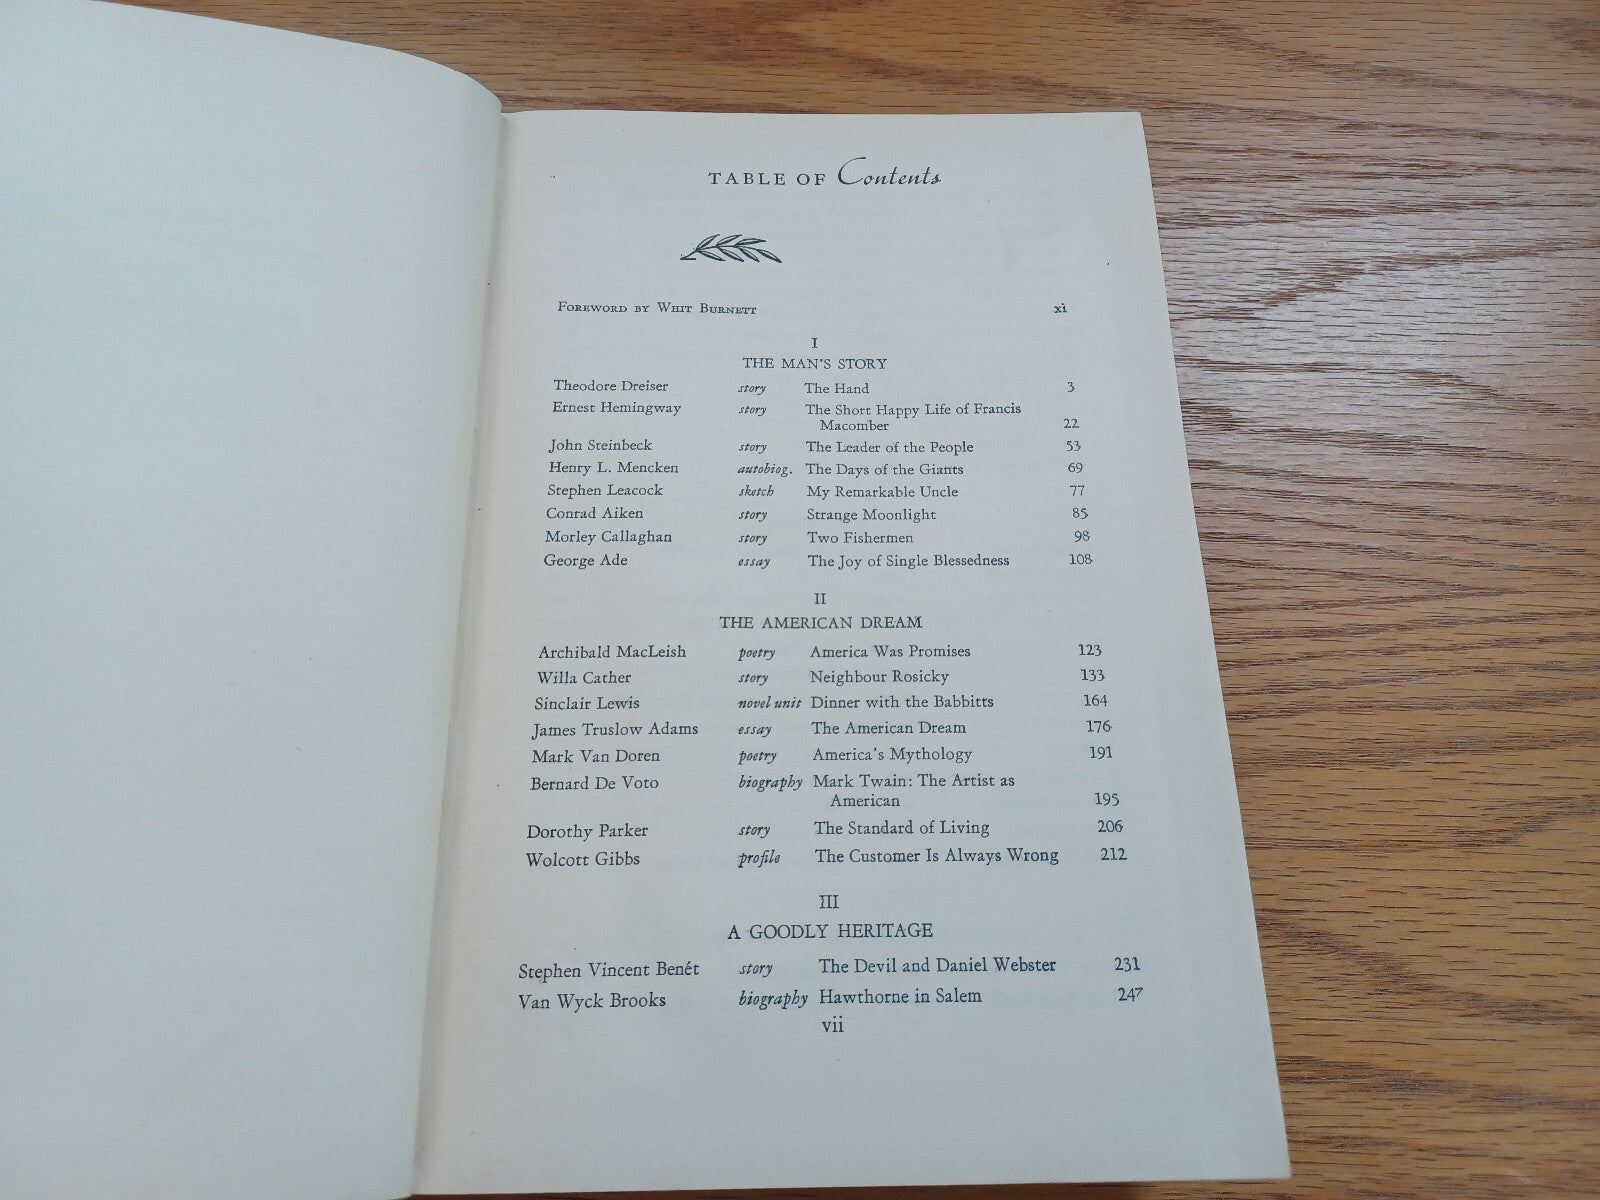 TABLE OF Contents
FOREWORD BY WHIT BURNETT xi
I
THE MAN'S STORY
Theodore Dreiser story The Hand 3
Ernest Hemingway story The Short Happy Life of Francis
Macomber 22
John Steinbeck story The Leader of the People 53
Henry L. Mencken autobiog. The Days of the Giants 69
Stephen Leacock sketch My Remarkable Uncle 77
Conrad Aiken story Strange Moonlight 85
Morley Callaghan story Two Fishermen 98
George Ade essay The Joy of Single Blessedness 108
II
THE AMERICAN DREAM
Archibald MacLeish poetry America Was Promises 123
Willa Cather story Neighbour Rosicky 133
Sinclair Lewis novel unit Dinner with the Babbitts 164
James Truslow Adams essay The American Dream 176
Mark Van Doren poetry America's Mythology 191
Bernard De Voto biography Mark Twain: The Artist as
American 195
Dorothy Parker story The Standard of Living 206
Wolcott Gibbs profile The Customer Is Always Wrong 212
III
A GOODLY HERITAGE
Stephen Vincent Benét story The Devil and Daniel Webster 231
Van Wyck Brooks biography Hawthorne in Salem 247
vii